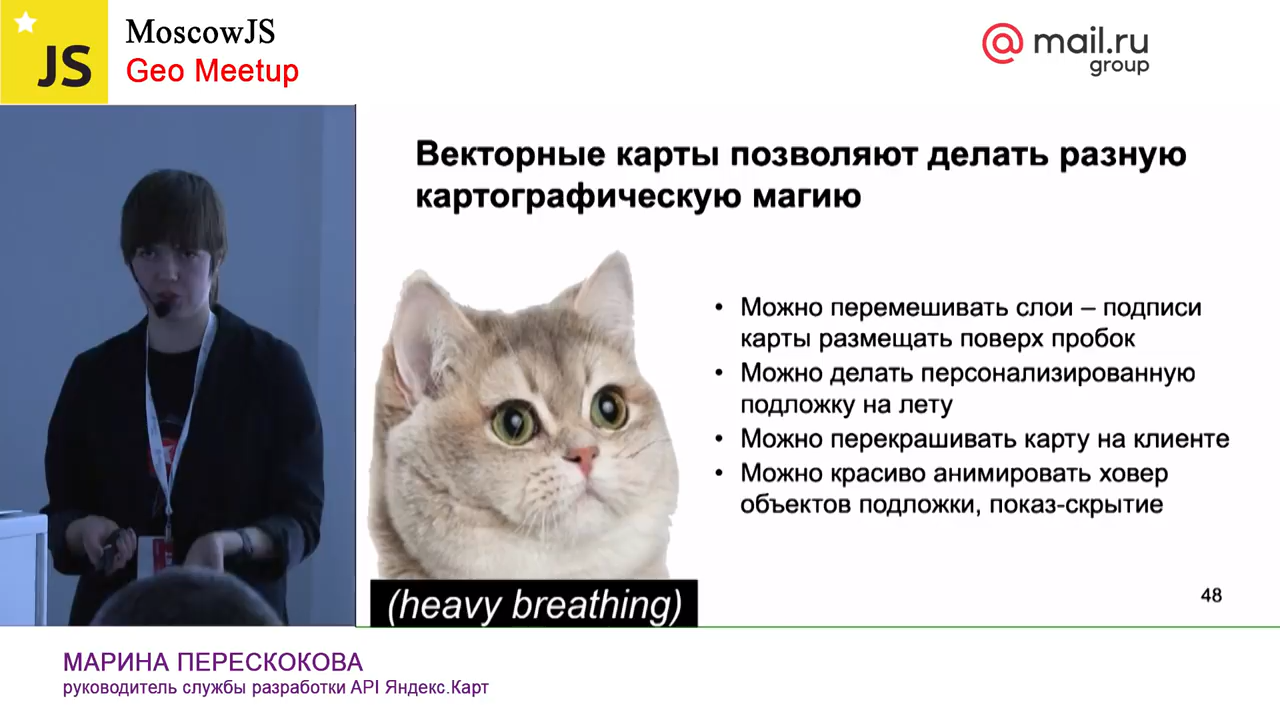 JS
MoscowJS
Geo Meetup
@mail.ru
group
Векторные карты позволяют делать разную
картографическую магию
• Можно перемешивать слои – подписи
карты размещать поверх пробок
• Можно делать персонализированную
подложку на лету
• Можно перекрашивать карту на клиенте
• Можно красиво анимировать ховер
объектов подложки, показ-скрытие
(heavy breathing)
48
МАРИНА ПЕРЕСКОКОВА
руководитель службы разработки API Яндекс.Карт